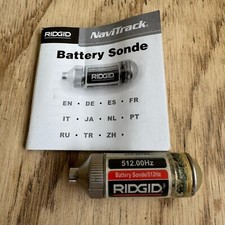 RIDGID
NaviTrack
Battery Sonde
RIDGID
EN • DE • ES • FR
IT • JA • NL • PT
RU • TR • ZH •
512.00Hz
Battery Sonde/512Hz
RIDGID